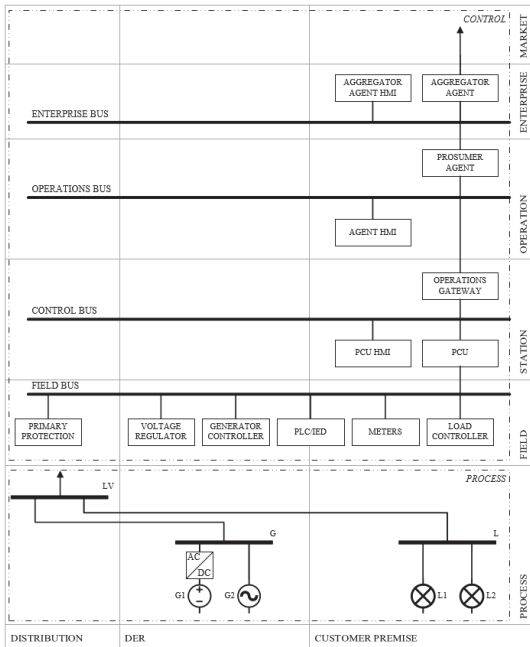 CONTROL
MARKET
AGGREGATOR
AGENT HMI
AGGREGATOR
AGENT
ENTERPRISE
ENTERPRISE BUS
PROSUMER
AGENT
OPERATIONS BUS
OPERATION
AGENT HMI
OPERATIONS
GATEWAY
CONTROL BUS
STATION
PCU HMI
PCU
FIELD BUS
PRIMARY
PROTECTION
VOLTAGE
REGULATOR
GENERATOR
CONTROLLER
PLC/IED
METERS
LOAD
CONTROLLER
FIELD
PROCESS
LV
G
L
AC
DC
G1
G2
L1
L2
PROCESS
DISTRIBUTION
DER
CUSTOMER PREMISE